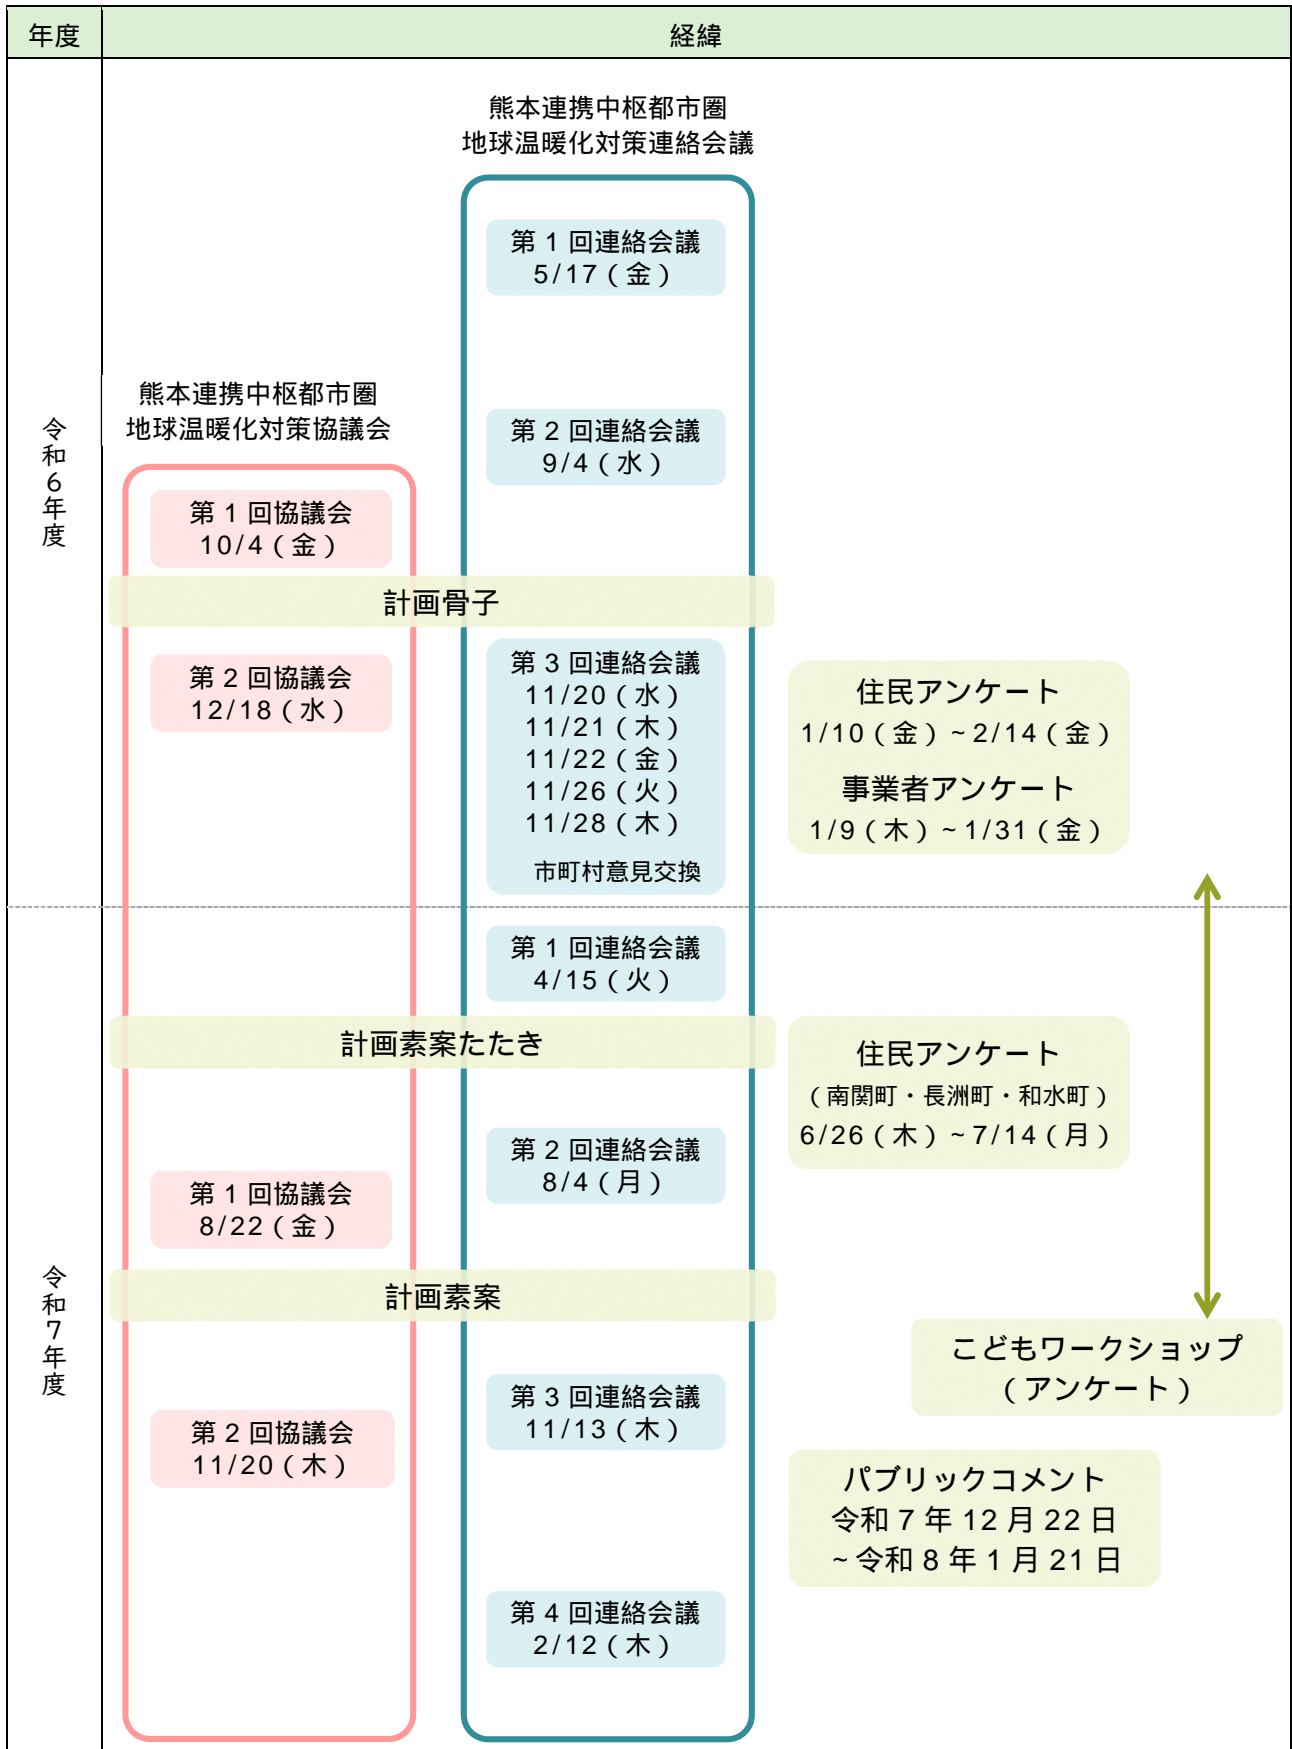 年度
経緯
熊本連携中枢都市圏
地球温暖化対策連絡会議
第1回連絡会議
5/17（金）
熊本連携中枢都市圏
地球温暖化対策協議会
第2回連絡会議
9/4（水）
令和6年度
第1回協議会
10/4（金）
計画骨子
第2回協議会
12/18（水）
第3回連絡会議
11/20（水）
11/21（木）
11/22（金）
11/26（火）
11/28（木）
市町村意見交換
住民アンケート
1/10（金）~2/14（金）
事業者アンケート
1/9（木）~1/31（金）
第1回連絡会議
4/15（火）
計画素案たたき
住民アンケート
（南関町・長洲町・和水町）
6/26（木）~7/14（月）
第2回連絡会議
8/4（月）
第1回協議会
8/22（金）
令和7年度
計画素案
こどもワークショップ
（アンケート）
第3回連絡会議
11/13（木）
第2回協議会
11/20（木）
パブリックコメント
令和7年12月22日
~令和8年1月21日
第4回連絡会議
2/12（木）